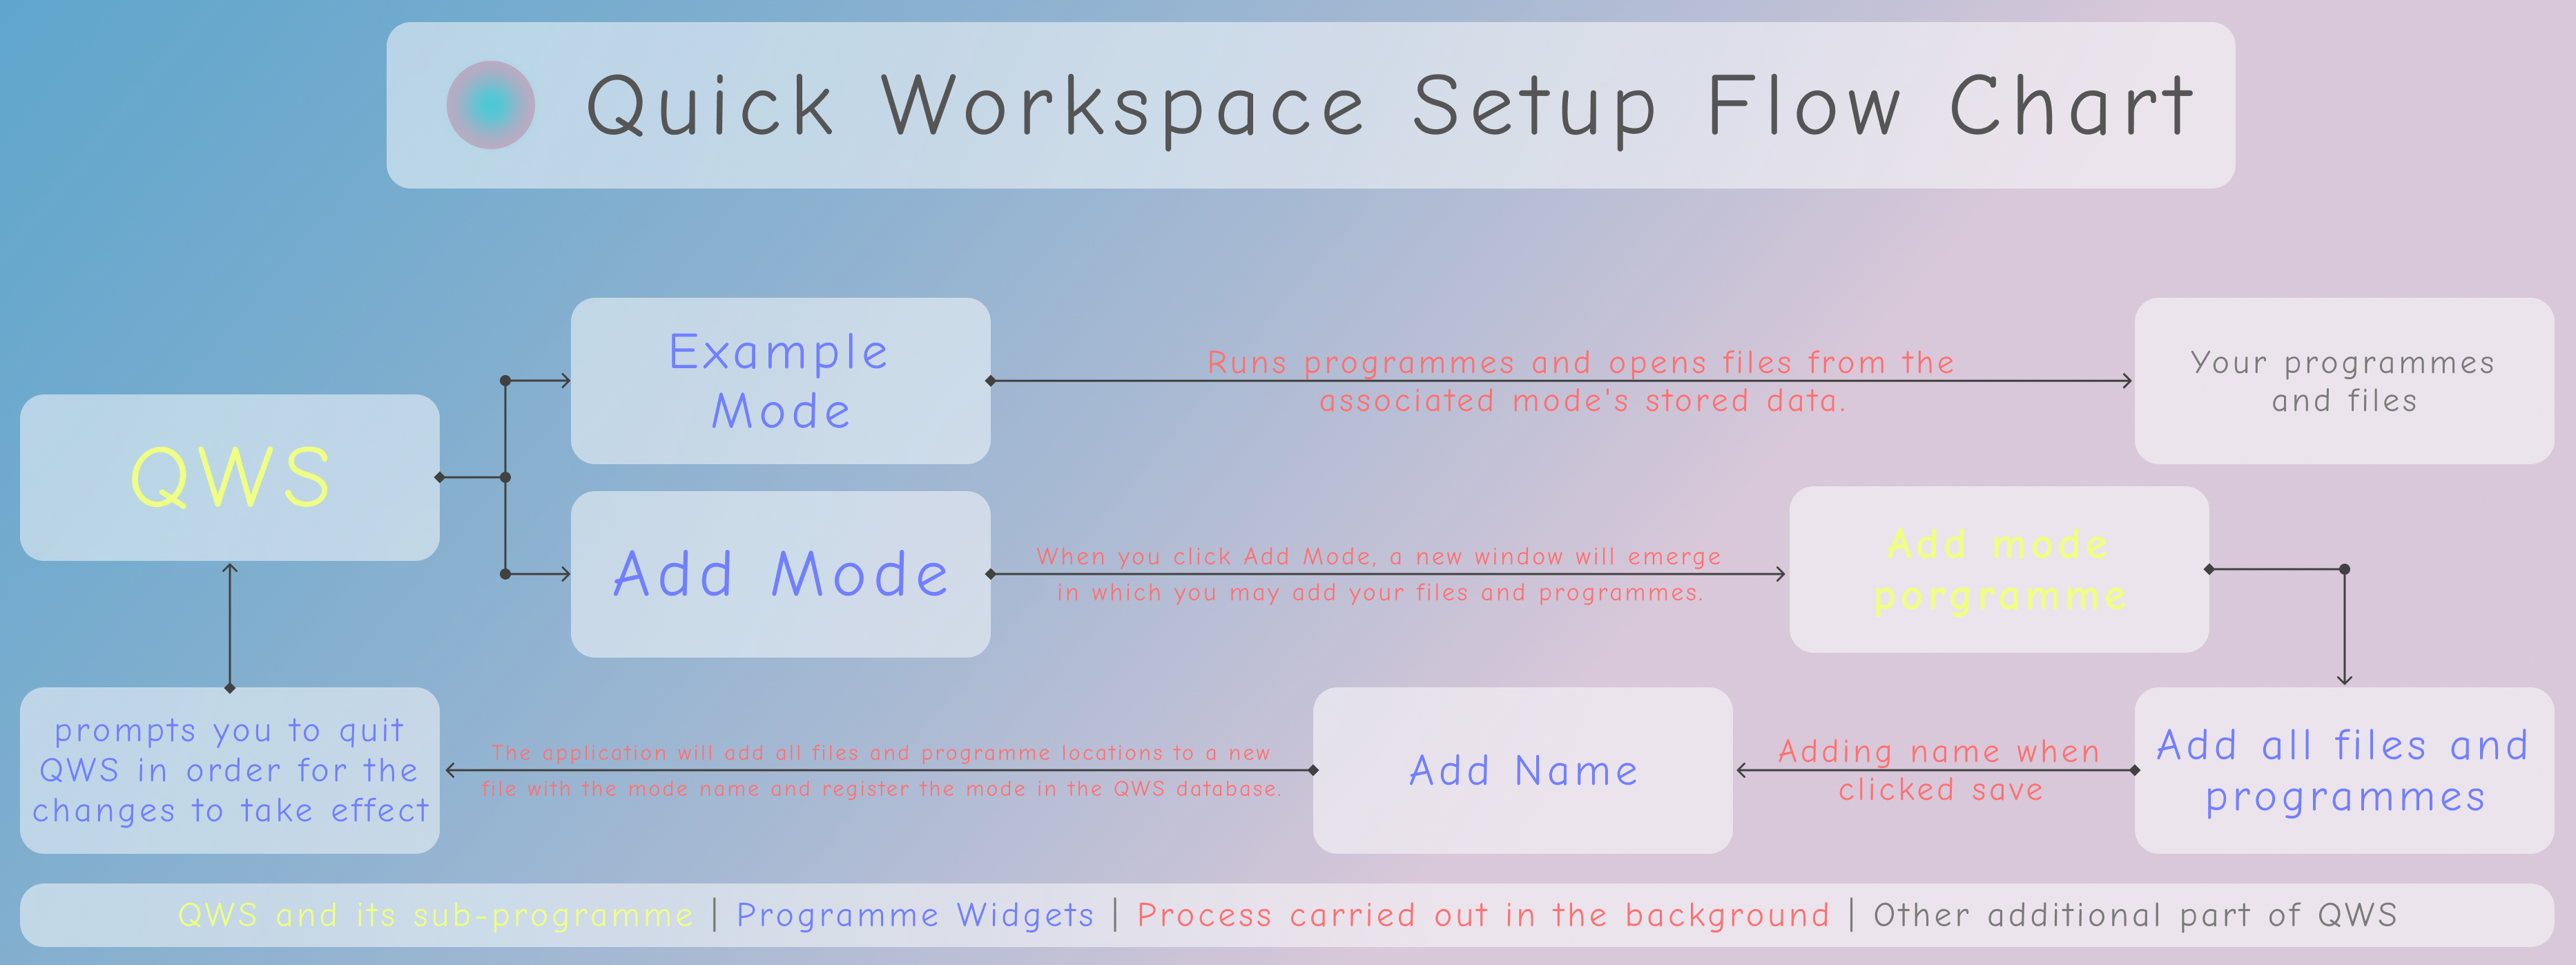 Quick Workspace Setup Flow Chart
Example
Mode
Runs programmes and opens files from the
associated mode's stored data.
Your programmes
and files
QWS
Add Mode
When you click Add Mode, a new window will emerge
in which you may add your files and programmes.
Add mode
porgramme
prompts you to quit
QWS in order for the
changes to take effect
The application will add all files and programme locations to a new
file with the mode name and register the mode in the QWS database.
Add Name
Adding name when
clicked save
Add all files and
programmes
QWS and its sub-programme | Programme Widgets | Process carried out in the background | Other additional part of QWS